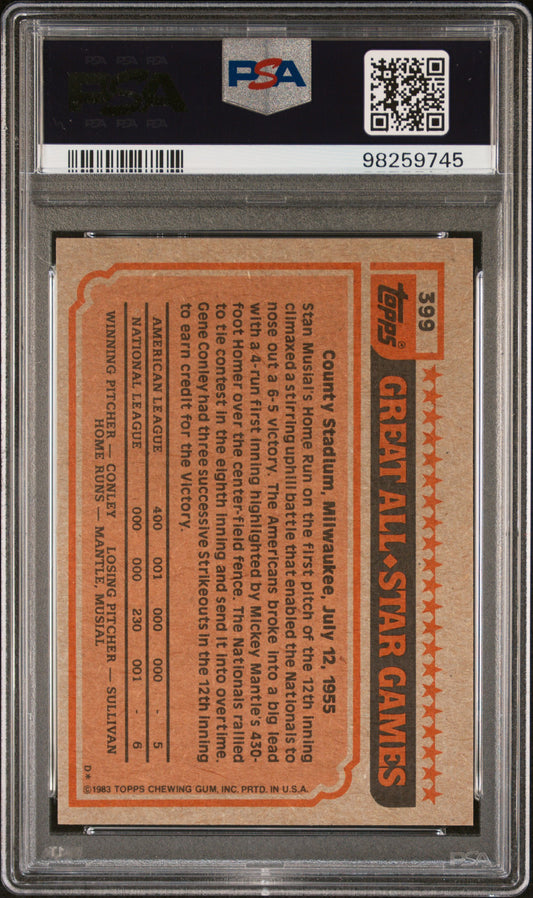 PSA
98259745
399
Topps®
GREAT ALL◆STAR GAMES
County Stadium, Milwaukee, July 12, 1955
Stan Musial's Home Run on the first pitch of the 12th inning
climaxed a stirring uphill battle that enabled the Nationals to
nose out a 6-5 victory. The Americans broke into a big lead
with a 4-run first inning highlighted by Mickey Mantle's 430-
foot Homer over the center-field fence. The Nationals rallied
to tie contest in the eighth inning and send it into overtime.
Gene Conley had three successive Strikeouts in the 12th inning
to earn credit for the Victory.
AMERICAN LEAGUE 400 001 000 000 - 5
NATIONAL LEAGUE 000 000 230 001 - 6
WINNING PITCHER — CONLEY LOSING PITCHER — SULLIVAN
HOME RUNS — MANTLE, MUSIAL
D*
©1983 TOPPS CHEWING GUM, INC. PRTD. IN U.S.A.
PSA